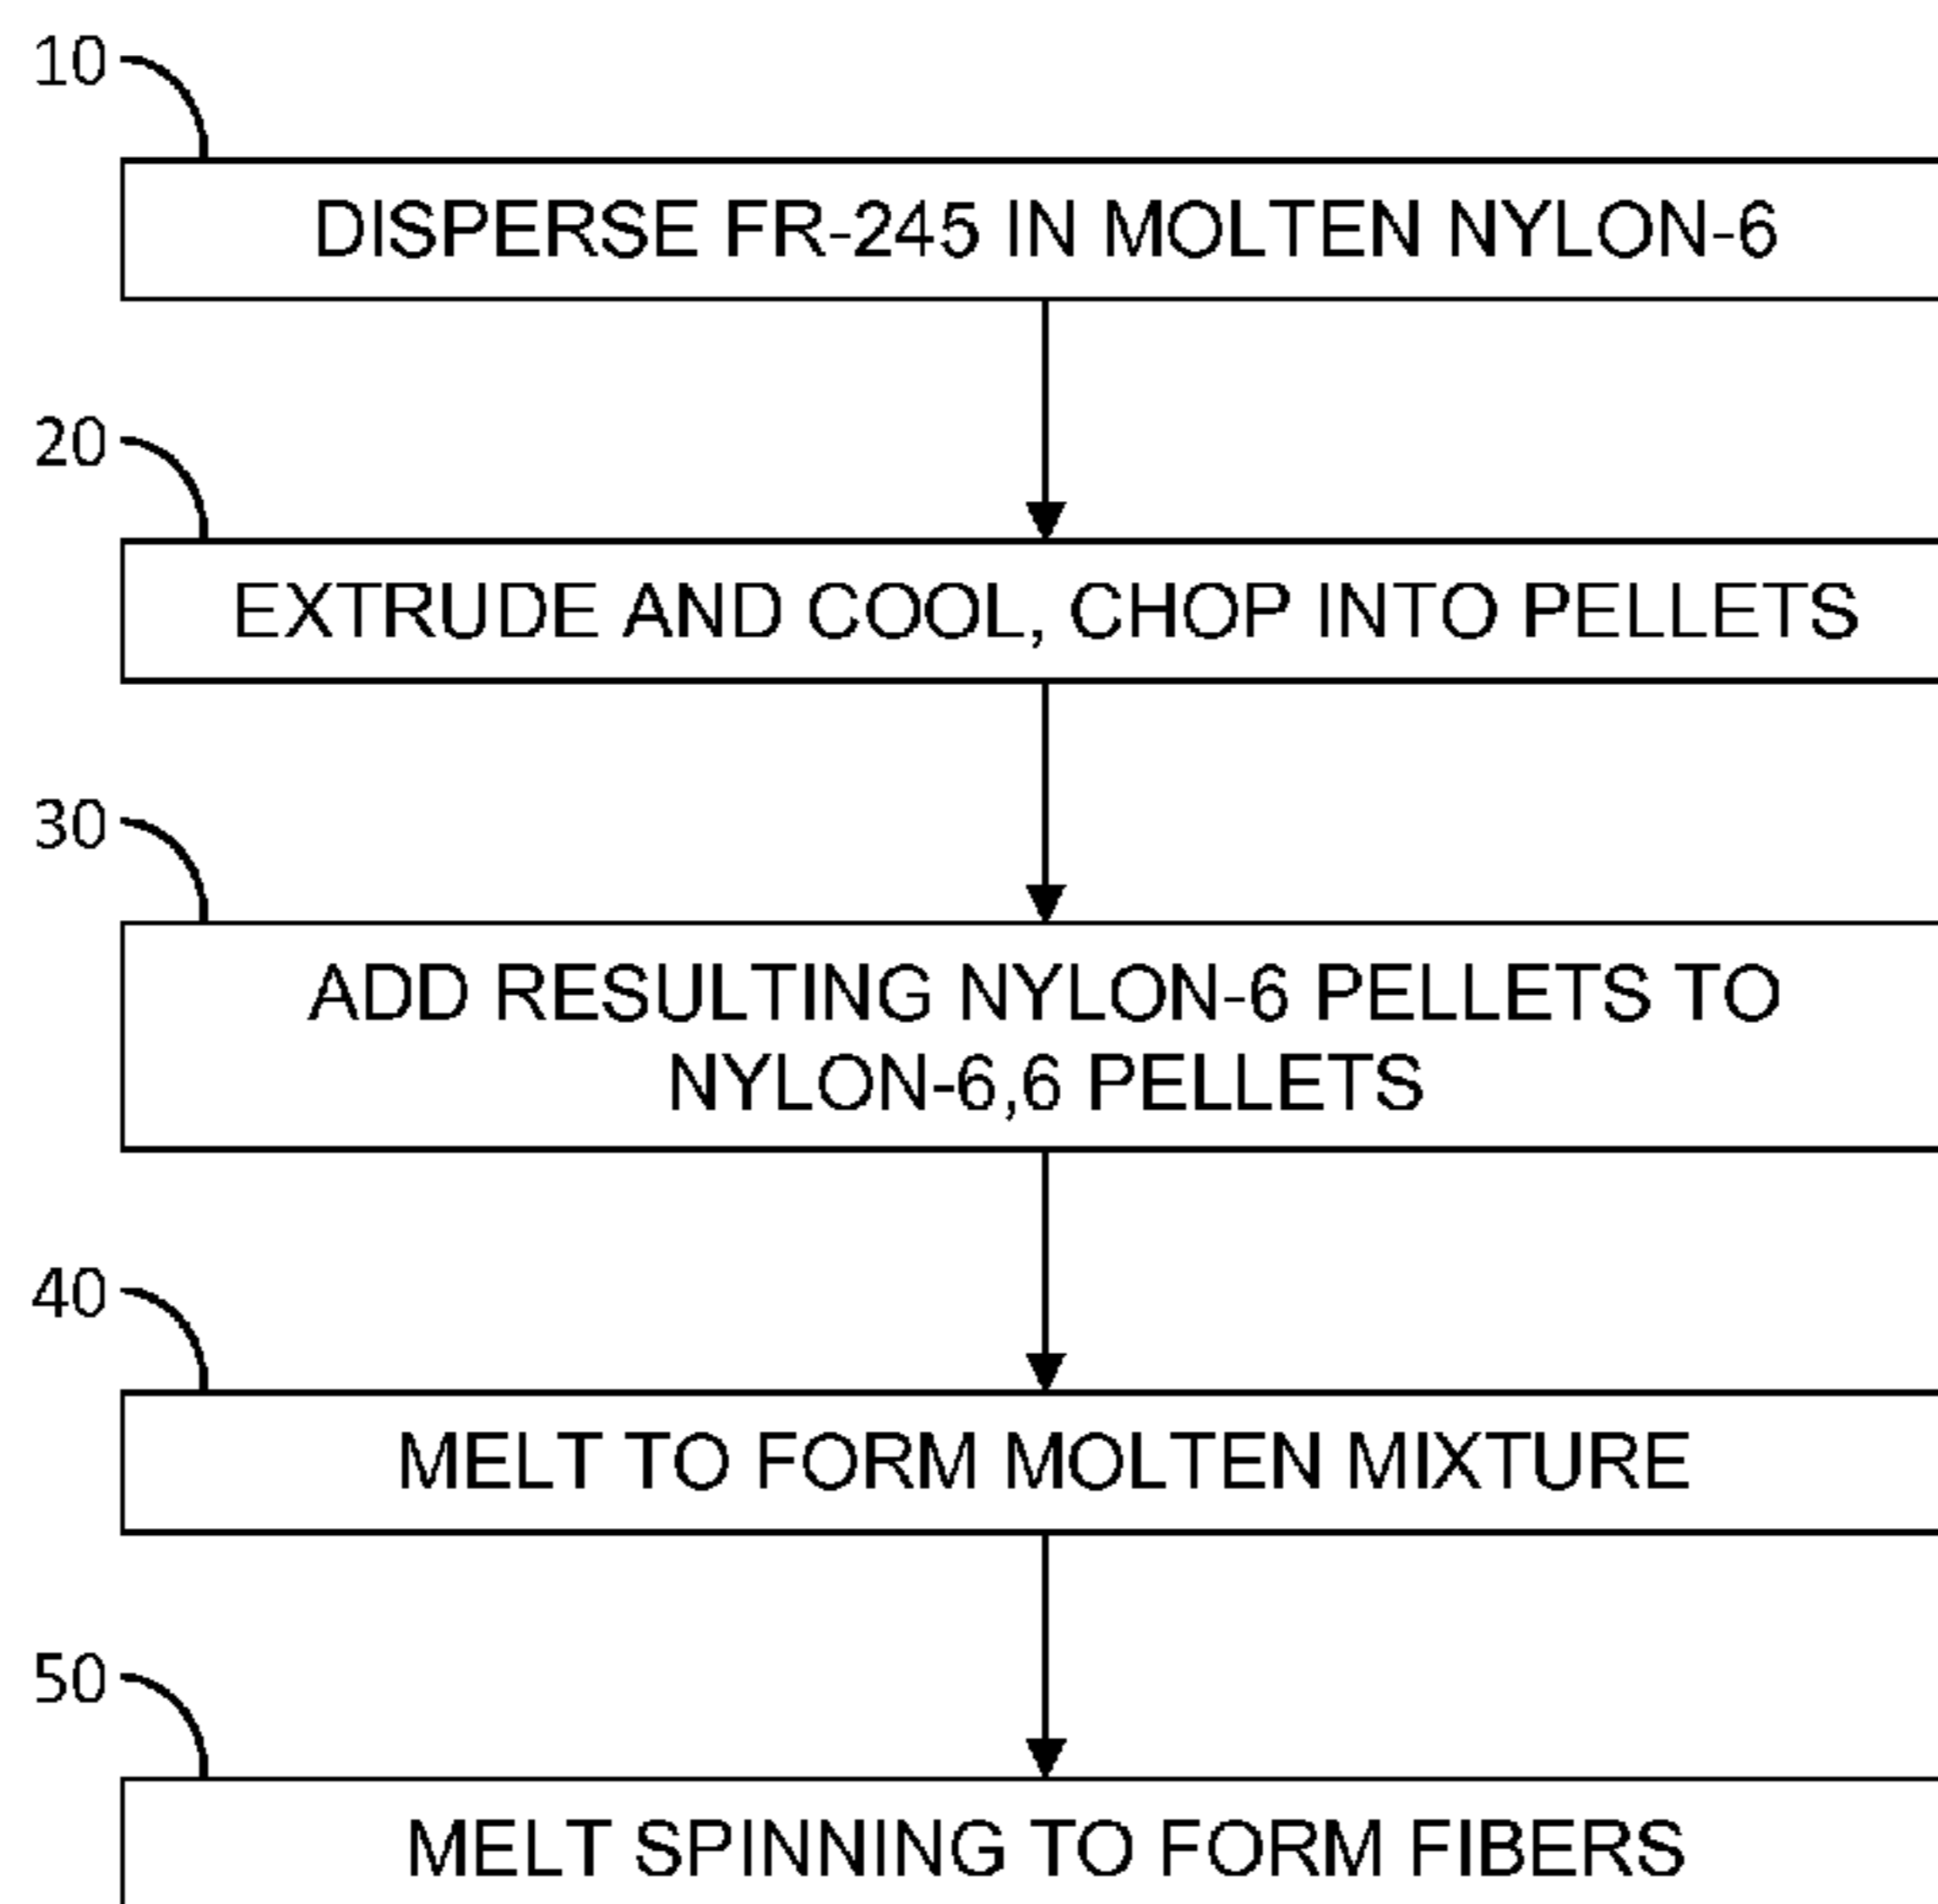 10
DISPERSE FR-245 IN MOLTEN NYLON-6
20
EXTRUDE AND COOL, CHOP INTO PELLETS
30
ADD RESULTING NYLON-6 PELLETS TO
NYLON-6,6 PELLETS
40
MELT TO FORM MOLTEN MIXTURE
50
MELT SPINNING TO FORM FIBERS